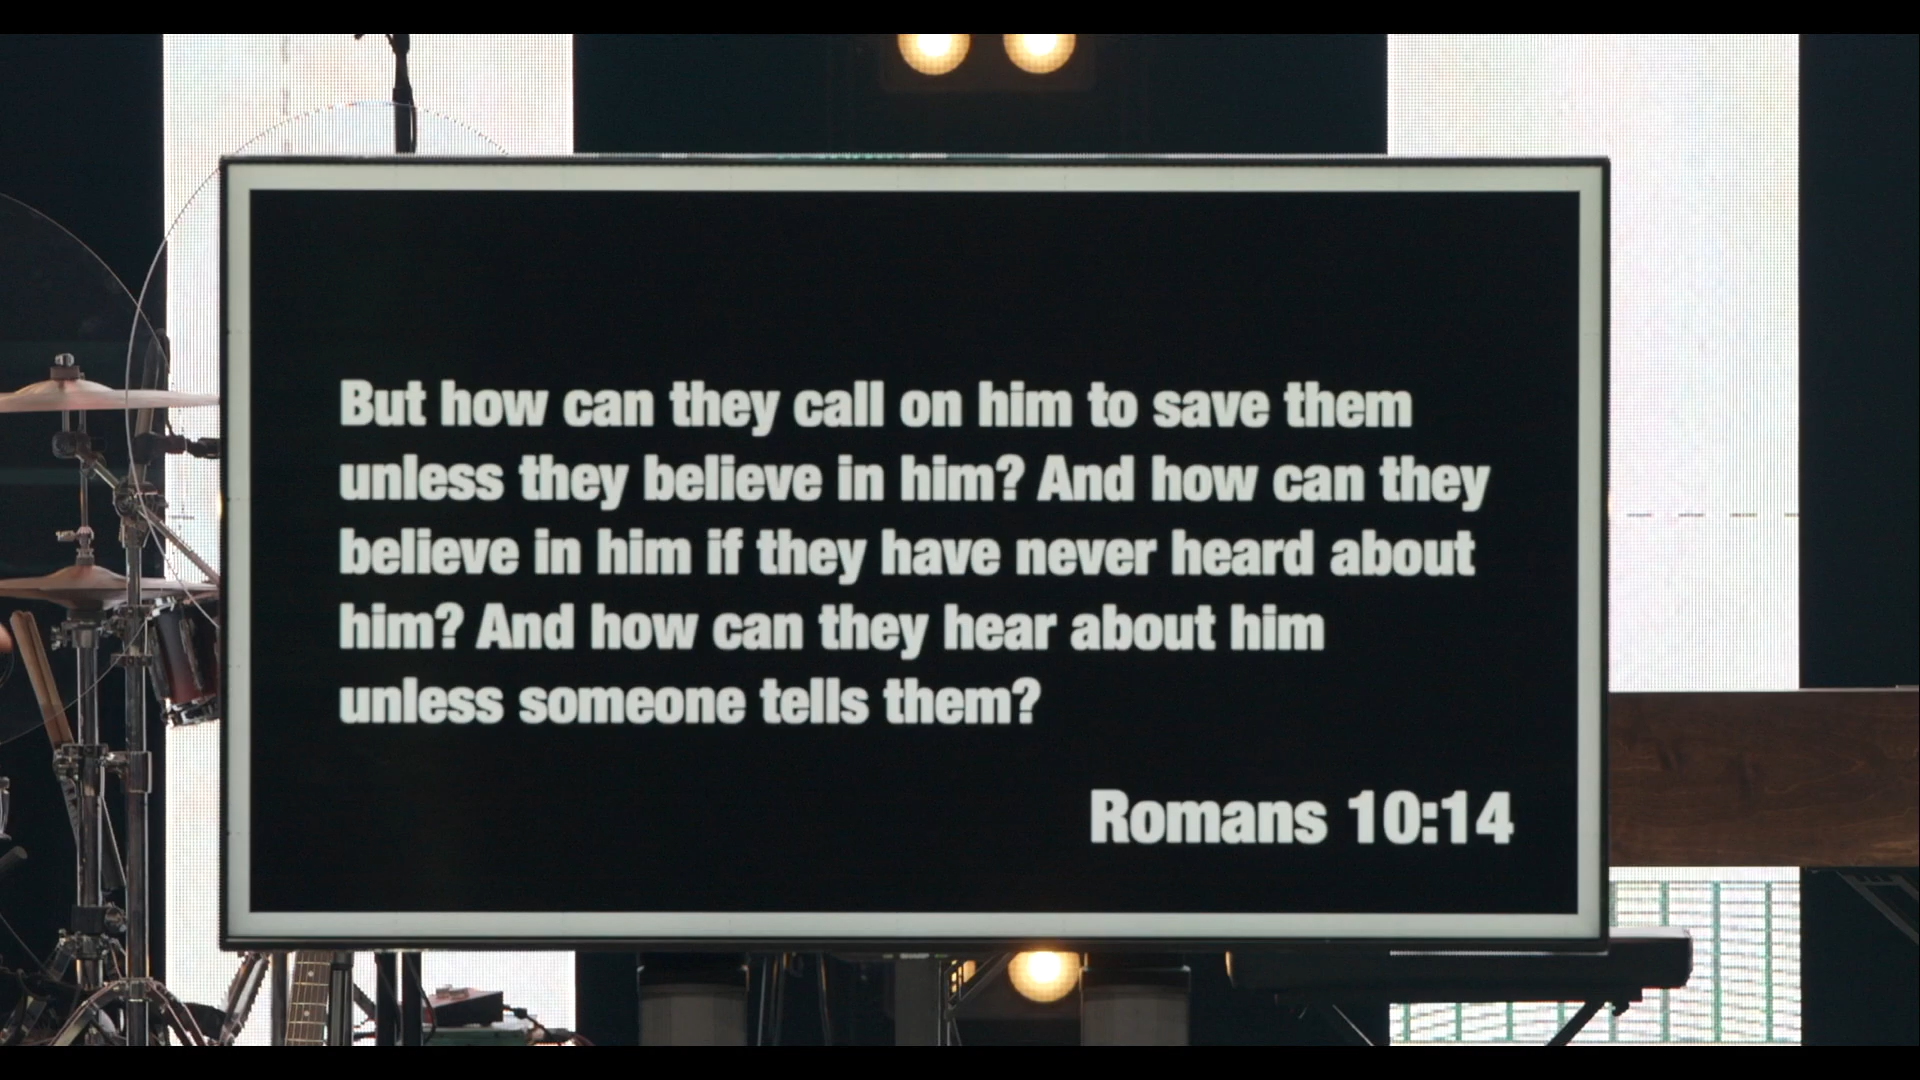 But how can they call on him to save them
unless they believe in him? And how can they
believe in him if they have never heard about
him? And how can they hear about him
unless someone tells them?
Romans 10:14